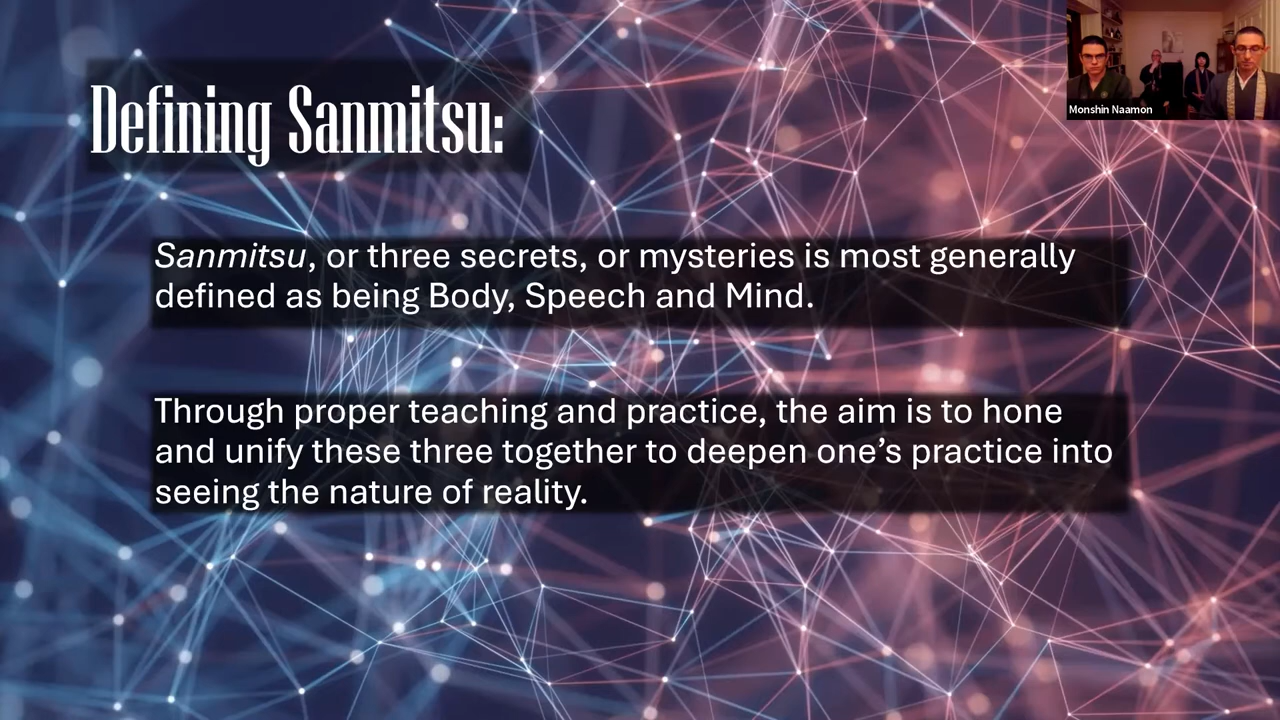 Defining Sanmitsu:
Monshin Naamon
Sanmitsu, or three secrets, or mysteries is most generally
defined as being Body, Speech and Mind.
Through proper teaching and practice, the aim is to hone
and unify these three together to deepen one’s practice into
seeing the nature of reality.